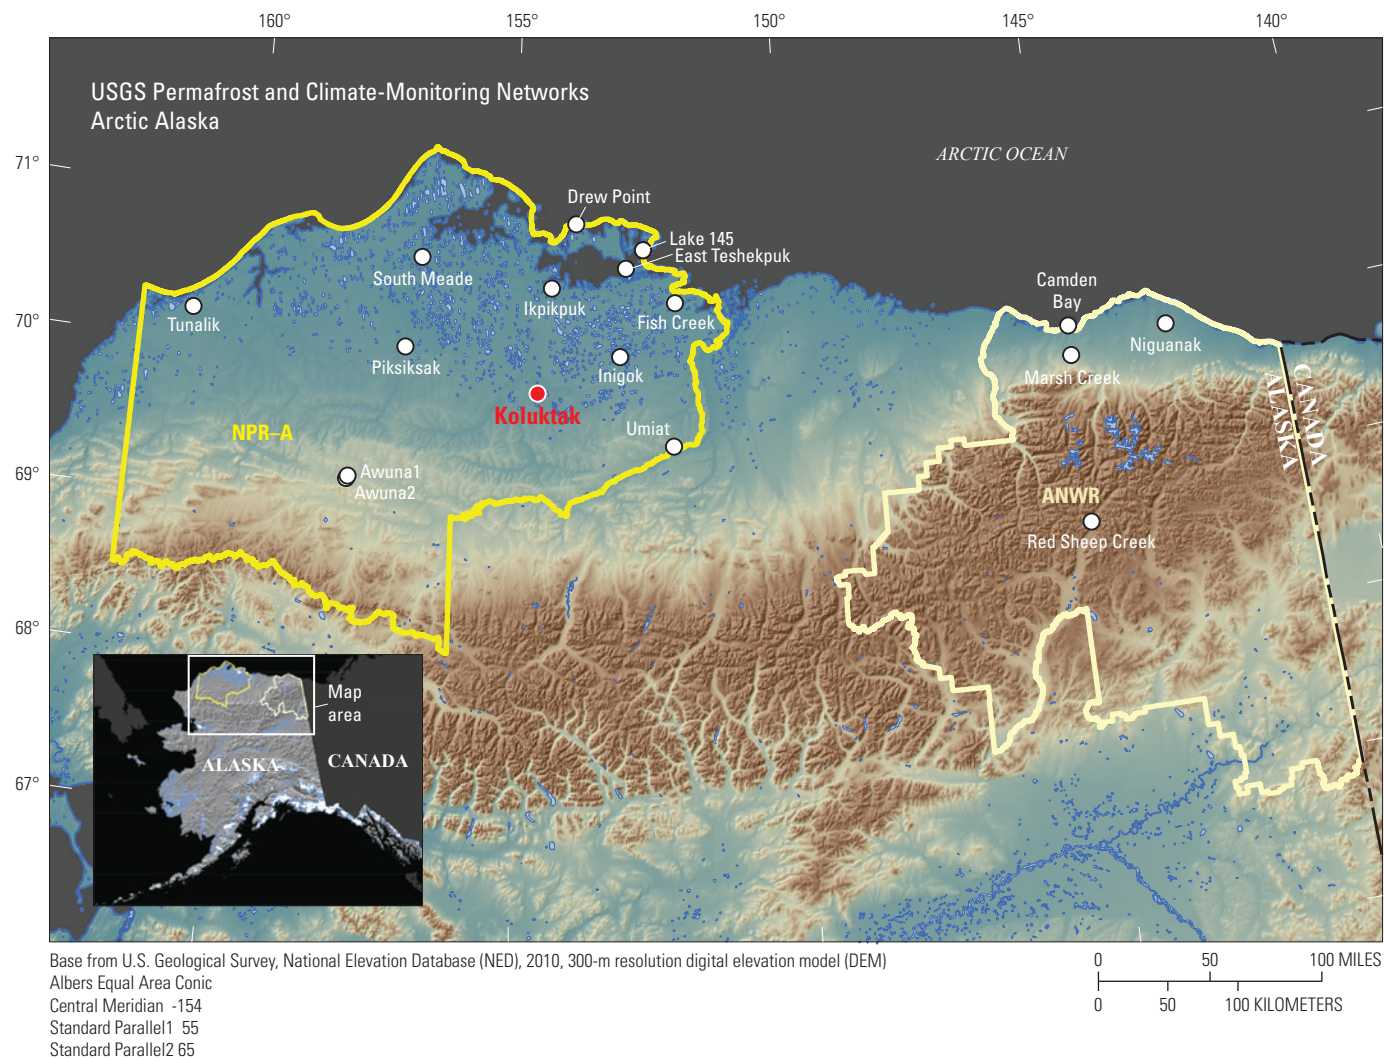 160° 155° 150° 145° 140°
USGS Permafrost and Climate-Monitoring Networks
Arctic Alaska
71°
ARCTIC OCEAN
Drew Point
Lake 145
East Teshekpuk
South Meade
Ikpikpuk
Camden
Bay
70°
Tunalik
Fish Creek
Niguanak
Piksiksak
Inigok
Marsh Creek
Koluktak
NPR–A
Umiat
CANADA
ALASKA
69°
Awuna1
Awuna2
ANWR
Red Sheep Creek
68°
Map
area
ALASKA
CANADA
67°
Base from U.S. Geological Survey, National Elevation Database (NED), 2010, 300-m resolution digital elevation model (DEM)
Albers Equal Area Conic
Central Meridian -154
Standard Parallel1 55
Standard Parallel2 65
0 50 100 MILES
0 50 100 KILOMETERS